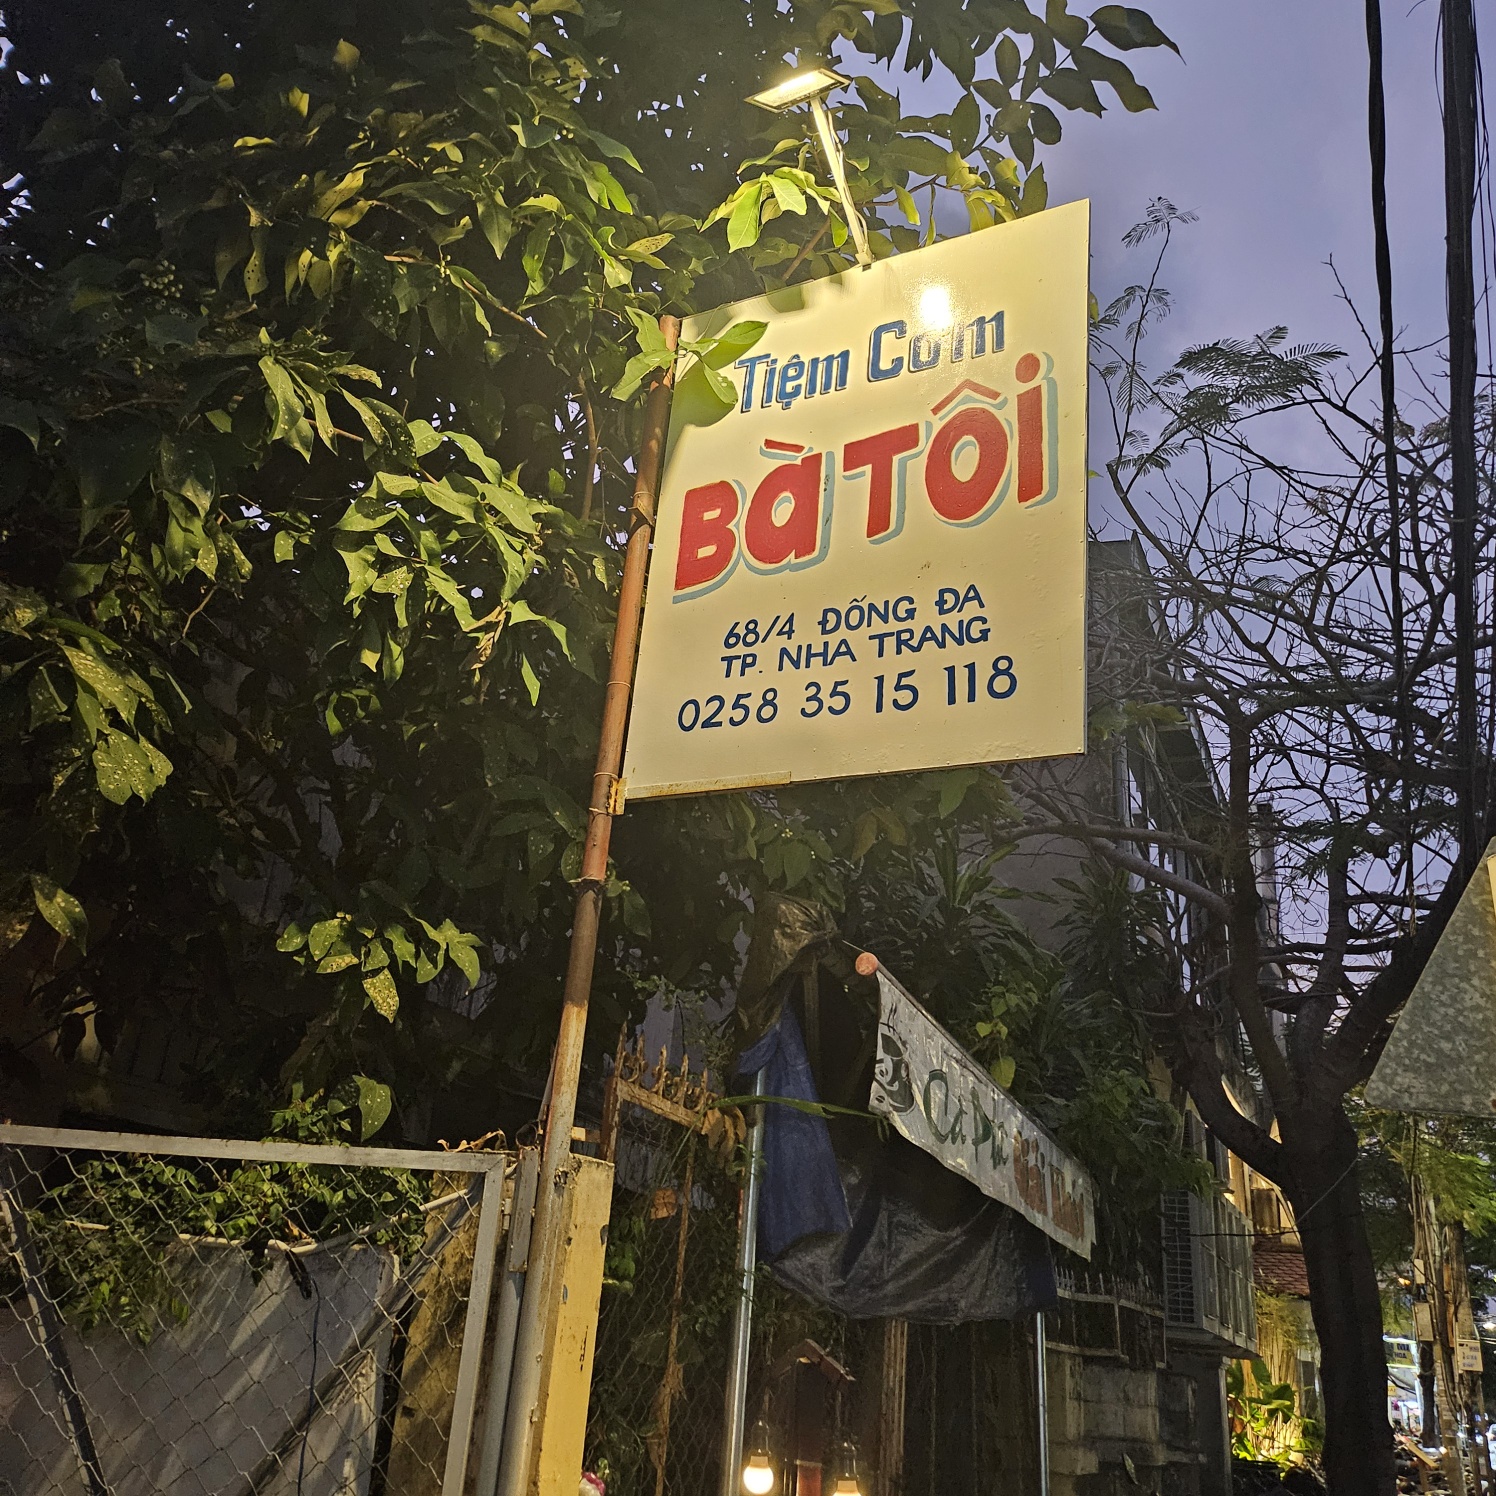 Tiệm Cơm
Bà Tôi
68/4 ĐỐNG ĐA
TP. NHA TRANG
0258 35 15 118
Cà Phê